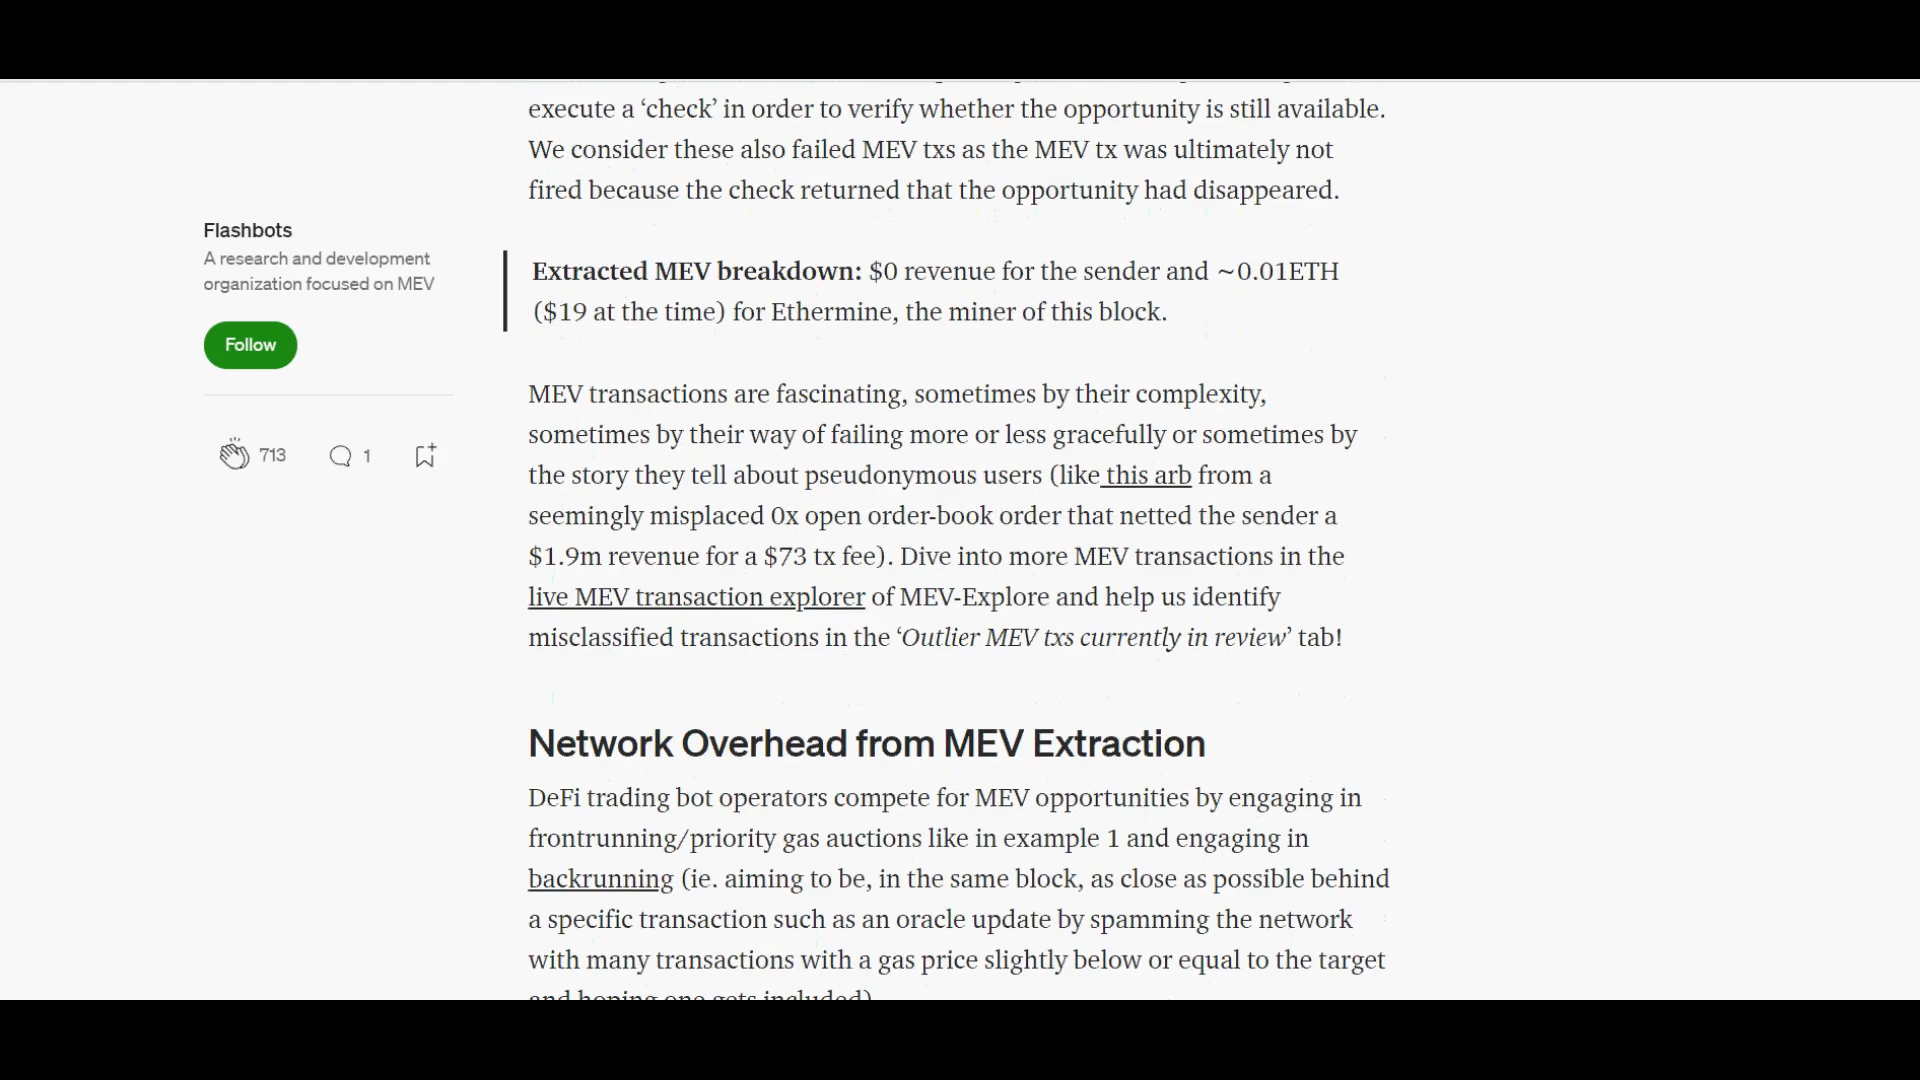 execute a ‘check’ in order to verify whether the opportunity is still available.
We consider these also failed MEV txs as the MEV tx was ultimately not
fired because the check returned that the opportunity had disappeared.
Flashbots
A research and development
organization focused on MEV
Follow
713
1
Extracted MEV breakdown: $0 revenue for the sender and ~0.01ETH
($19 at the time) for Ethermine, the miner of this block.
MEV transactions are fascinating, sometimes by their complexity,
sometimes by their way of failing more or less gracefully or sometimes by
the story they tell about pseudonymous users (like this arb from a
seemingly misplaced 0x open order-book order that netted the sender a
$1.9m revenue for a $73 tx fee). Dive into more MEV transactions in the
live MEV transaction explorer of MEV-Explore and help us identify
misclassified transactions in the ‘Outlier MEV txs currently in review’ tab!
Network Overhead from MEV Extraction
DeFi trading bot operators compete for MEV opportunities by engaging in
frontrunning/priority gas auctions like in example 1 and engaging in
backrunning (ie. aiming to be, in the same block, as close as possible behind
a specific transaction such as an oracle update by spamming the network
with many transactions with a gas price slightly below or equal to the target
and hoping one gets included)